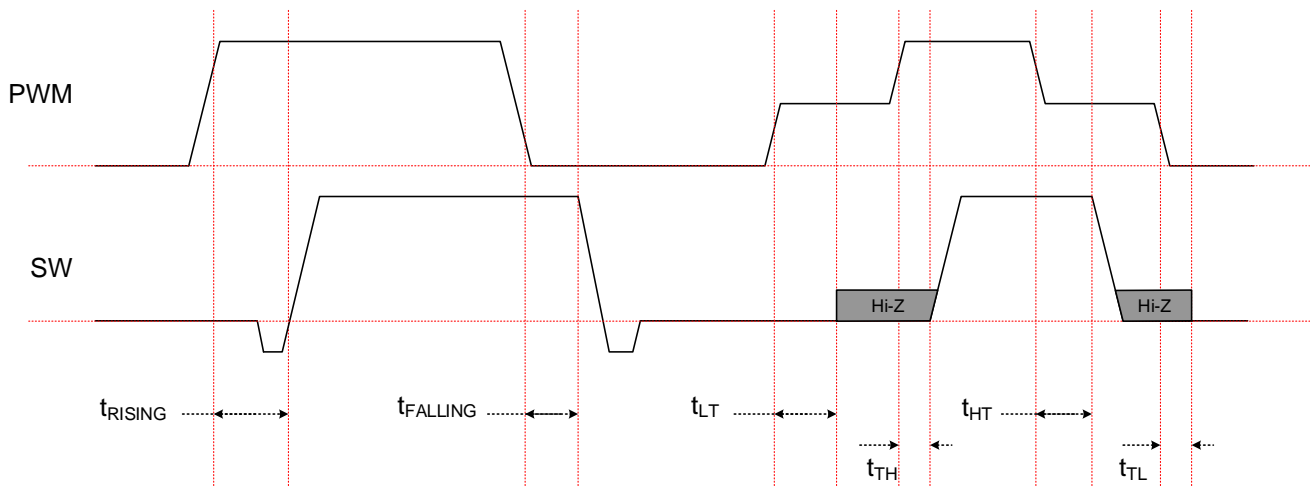 PWM
SW
Hi-Z
Hi-Z
tRISING
tFALLING
tLT
tHT
tTH
tTL